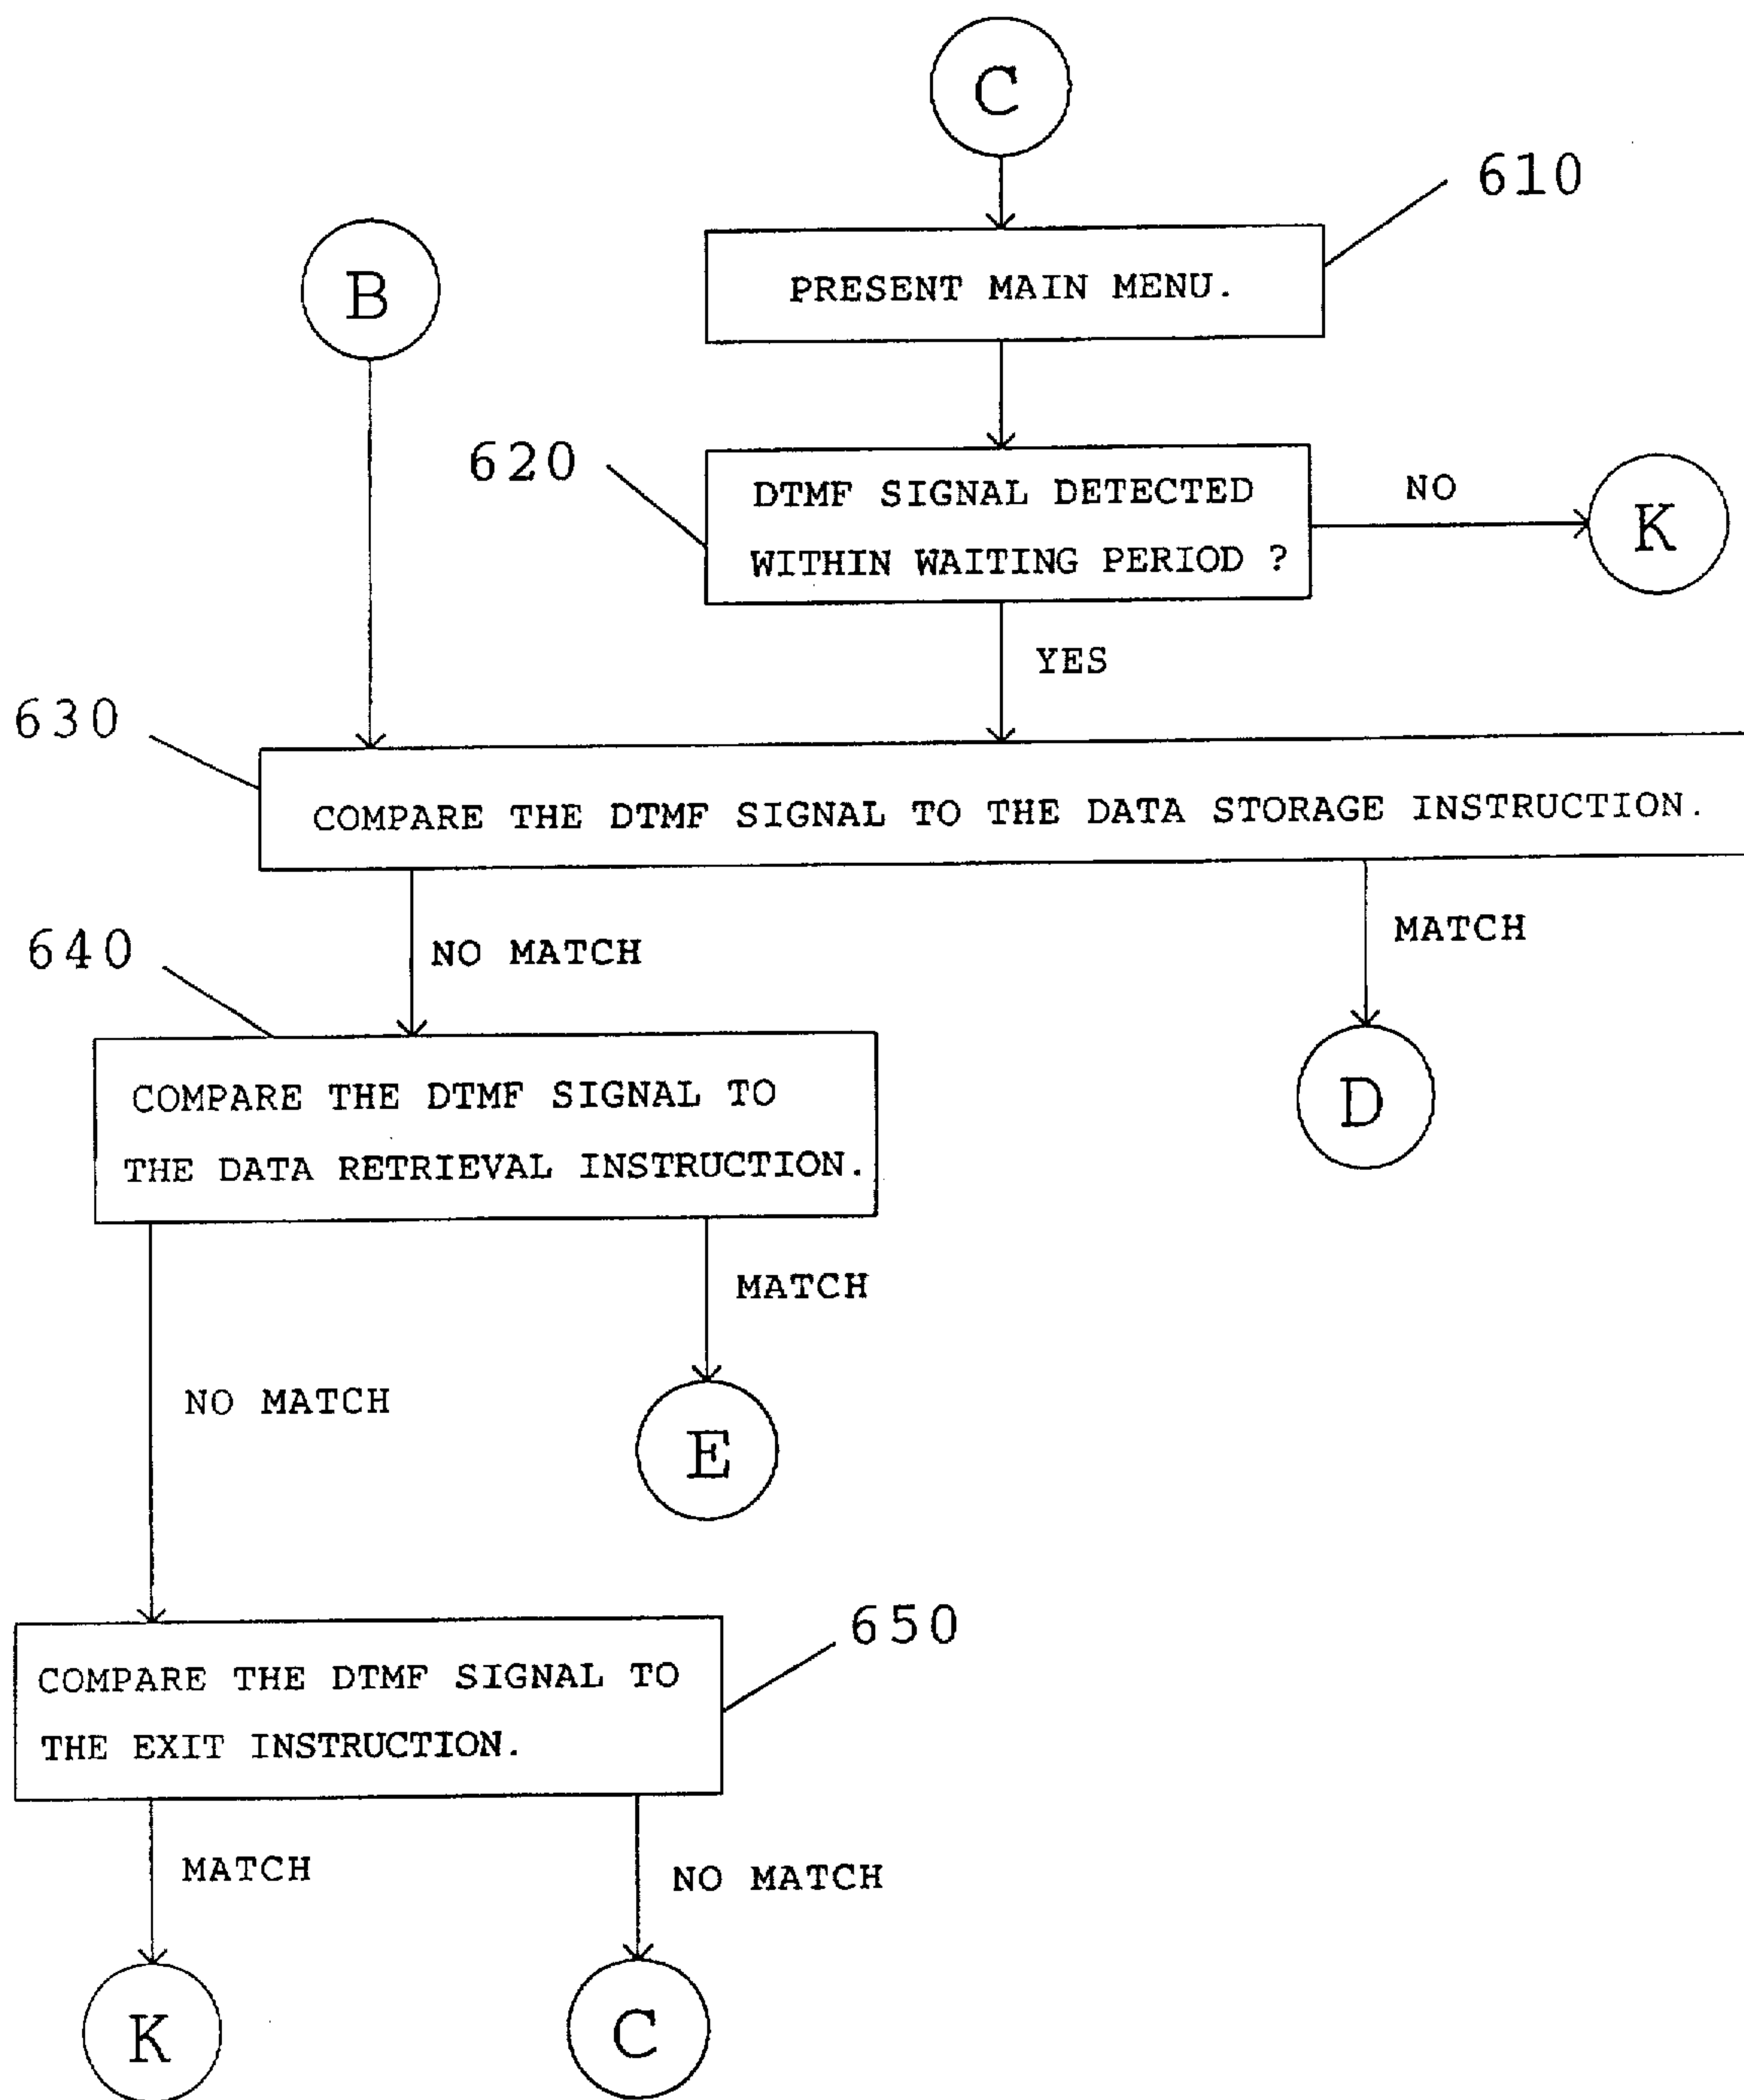 C
610
PRESENT MAIN MENU.
B
620
DTMF SIGNAL DETECTED
WITHIN WAITING PERIOD ?
NO
K
YES
630
COMPARE THE DTMF SIGNAL TO THE DATA STORAGE INSTRUCTION.
640
NO MATCH
MATCH
COMPARE THE DTMF SIGNAL TO
THE DATA RETRIEVAL INSTRUCTION.
D
MATCH
NO MATCH
E
650
COMPARE THE DTMF SIGNAL TO
THE EXIT INSTRUCTION.
MATCH
NO MATCH
K
C